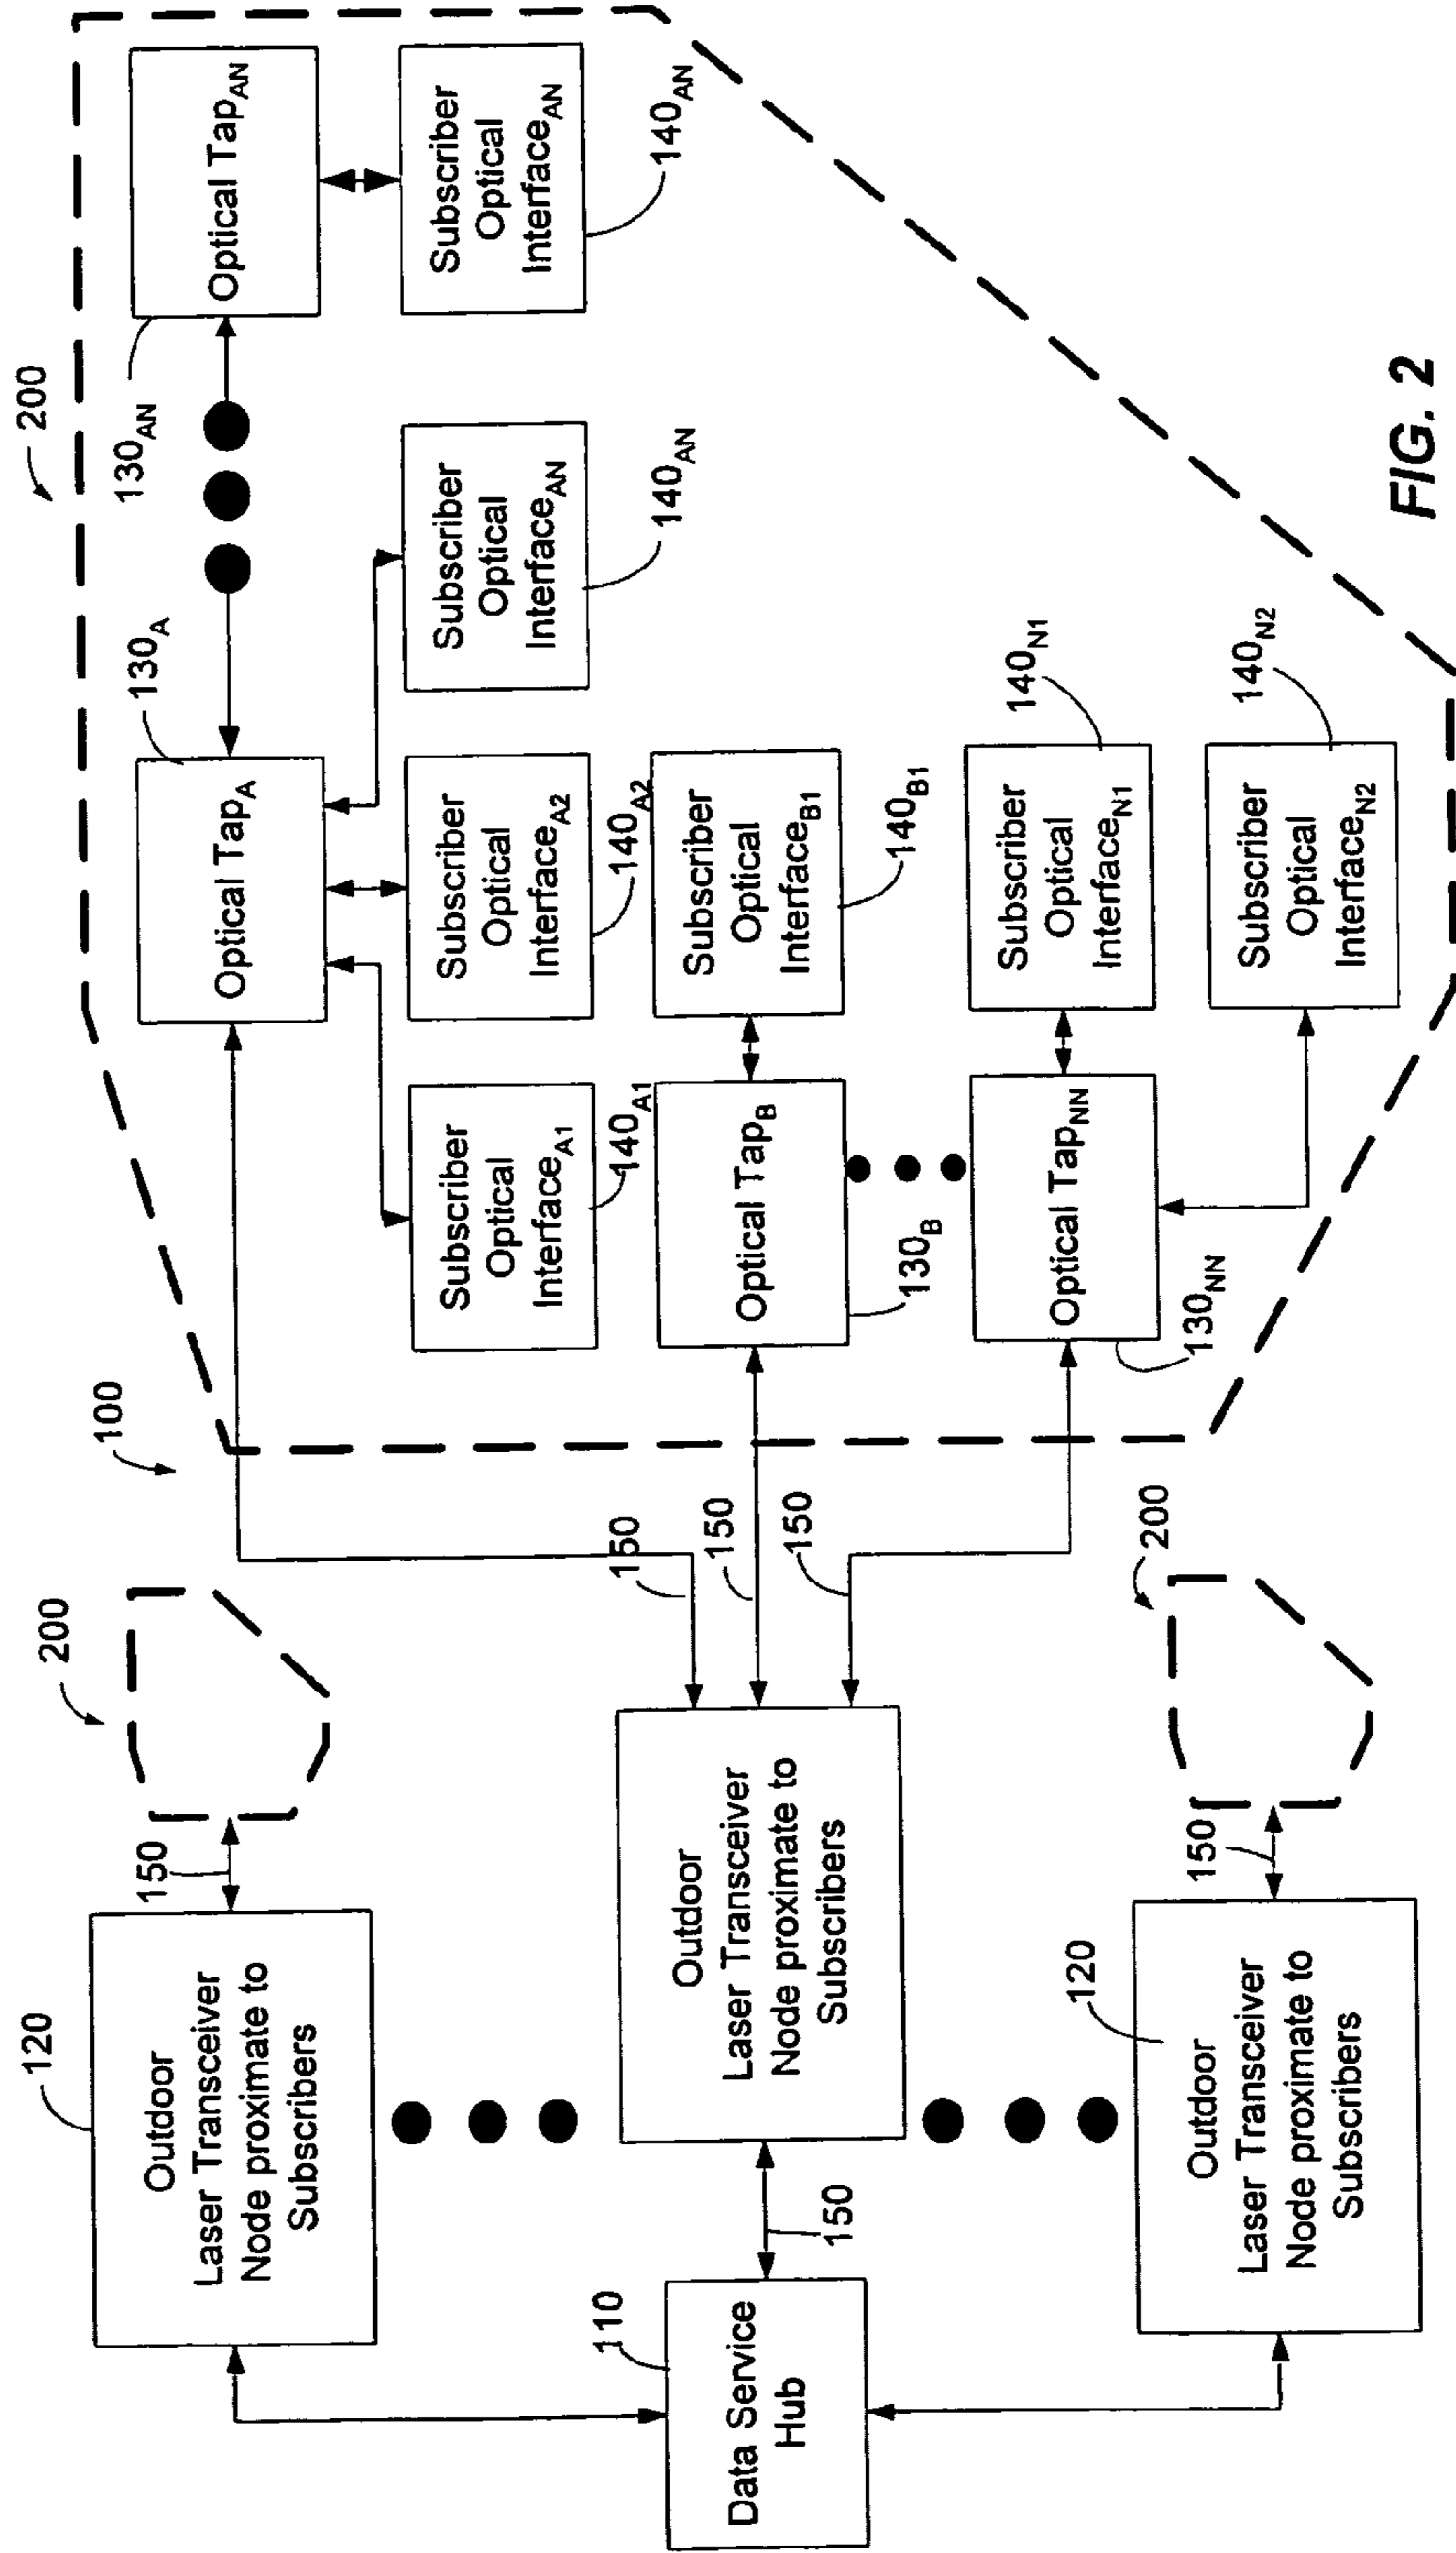 120
Outdoor
Laser Transceiver
Node proximate to
Subscribers
150
200
100
200
130A
Optical TapA
130AN
Optical TapAN
Subscriber
Optical
InterfaceA1
140A1
Subscriber
Optical
InterfaceA2
140A2
Subscriber
Optical
InterfaceAN
140AN
Subscriber
Optical
InterfaceAN
140AN
110
Data Service
Hub
150
Outdoor
Laser Transceiver
Node proximate to
Subscribers
150
150
150
Optical TapB
130B
Subscriber
Optical
InterfaceB1
140B1
Optical TapNN
130NN
Subscriber
Optical
InterfaceN1
140N1
Subscriber
Optical
InterfaceN2
140N2
120
Outdoor
Laser Transceiver
Node proximate to
Subscribers
150
200
FIG. 2